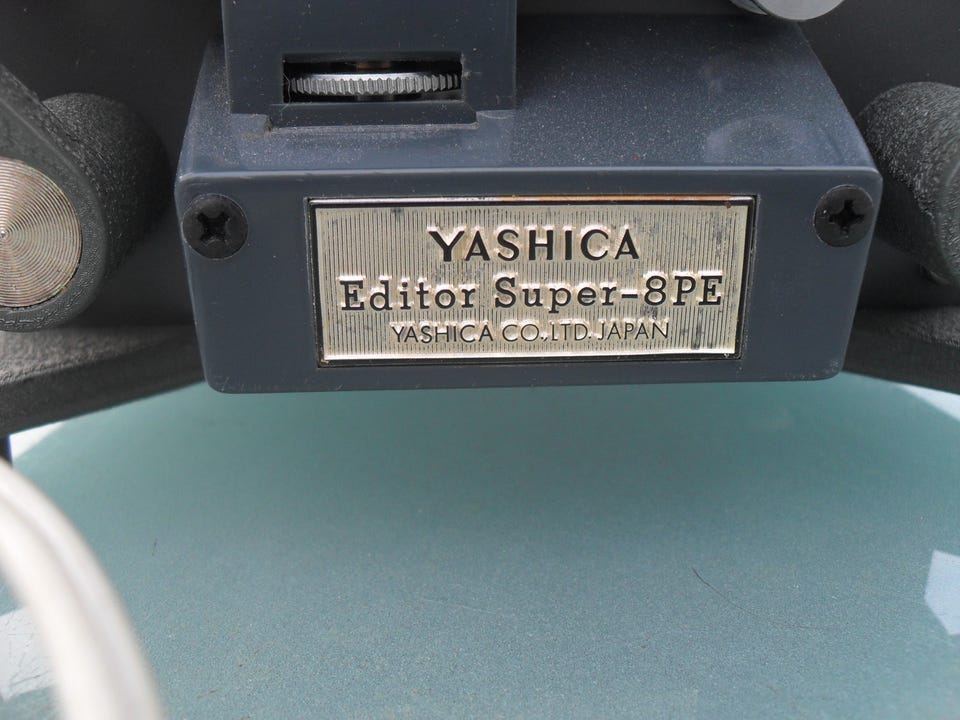 YASHICA
Editor Super-8PE
YASHICA CO.,LTD.JAPAN